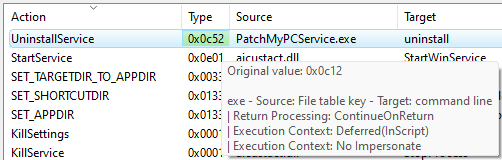 Action Type Source Target
UninstallService 0x0c52 PatchMyPCService.exe uninstall
StartService 0x0e01 aicustact.dll StartWinService
SET_TARGETDIR_TO_APPDIR 0x0033
SET_SHORTCUTDIR 0x0133
SET_APPDIR 0x0133
KillSettings 0x0001
KillService 0x0001
Original value: 0x0c12
exe - Source: File table key - Target: command line
| Return Processing: ContinueOnReturn
| Execution Context: Deferred(InScript)
| Execution Context: No Impersonate